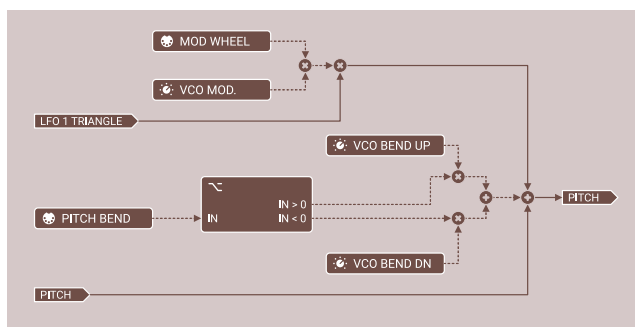 MOD WHEEL
VCO MOD.
LFO 1 TRIANGLE
VCO BEND UP
IN > 0
PITCH
PITCH BEND
IN
IN < 0
VCO BEND DN
PITCH